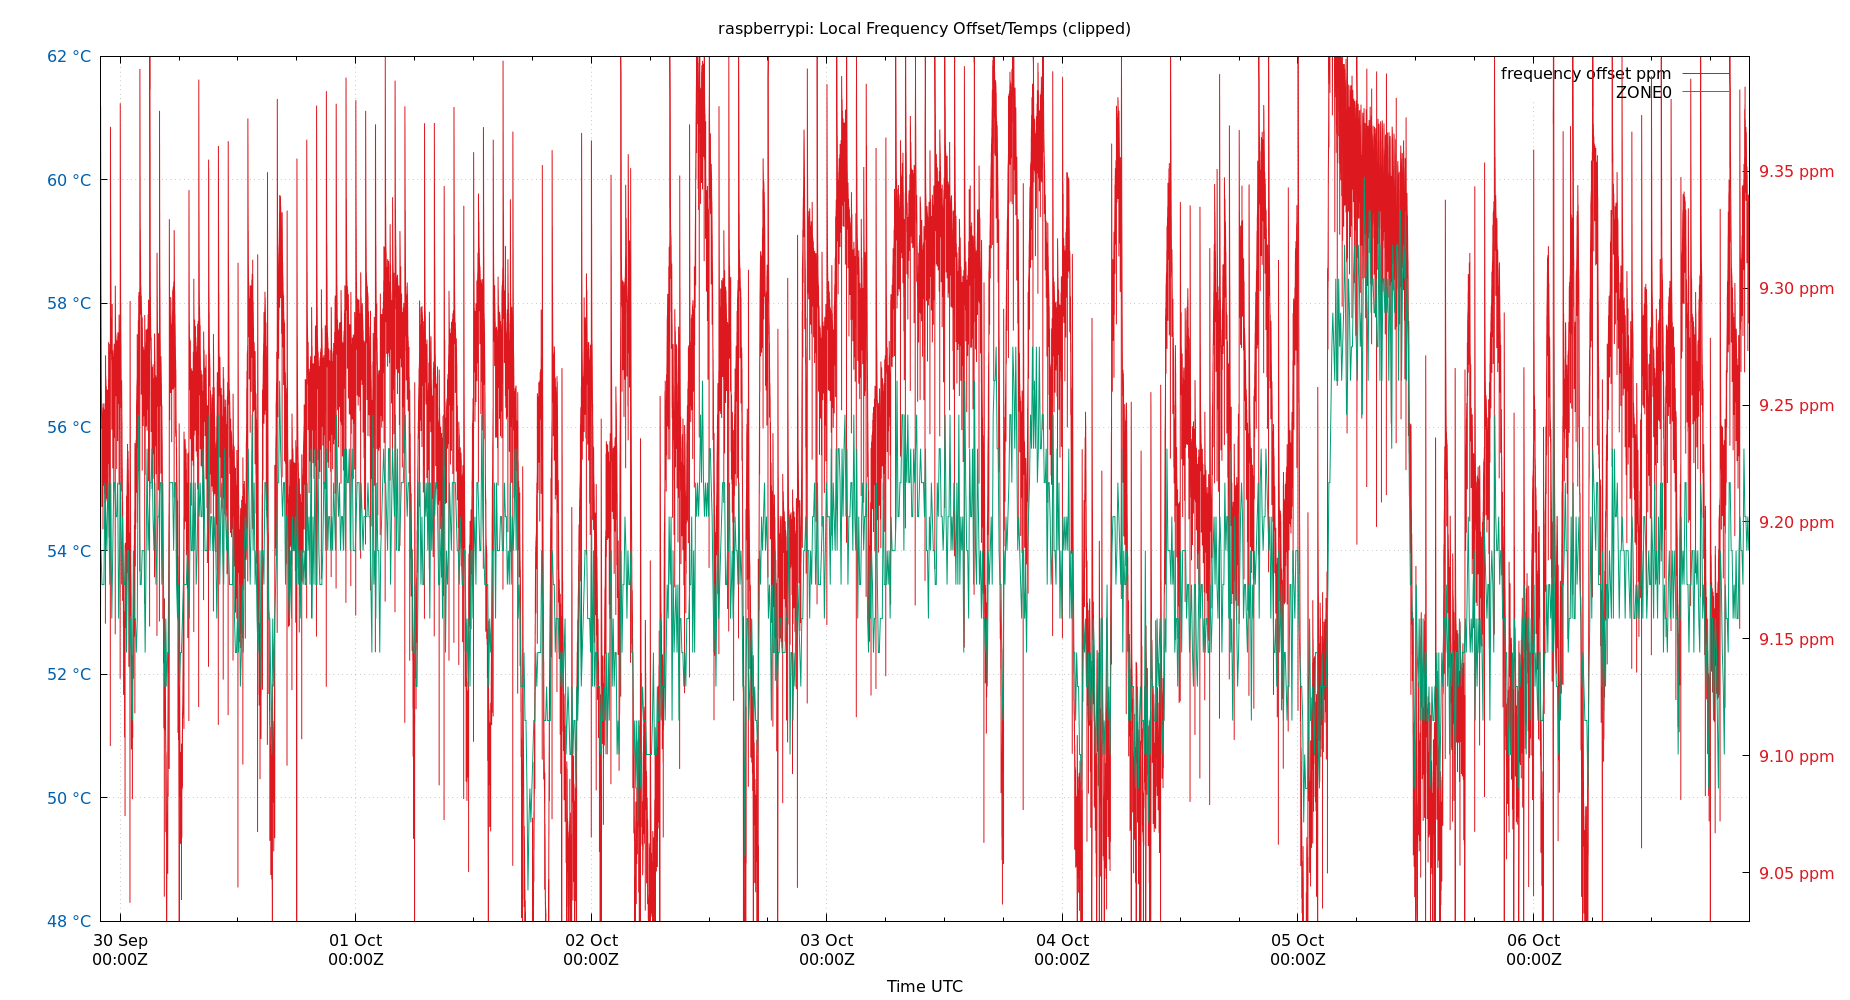 raspberrypi: Local Frequency Offset/Temps (clipped)
62 °C
60 °C
58 °C
56 °C
54 °C
52 °C
50 °C
48 °C
frequency offset ppm
ZONE0
9.35 ppm
9.30 ppm
9.25 ppm
9.20 ppm
9.15 ppm
9.10 ppm
9.05 ppm
30 Sep 01 Oct 02 Oct 03 Oct 04 Oct 05 Oct 06 Oct
00:00Z 00:00Z 00:00Z 00:00Z 00:00Z 00:00Z 00:00Z
Time UTC